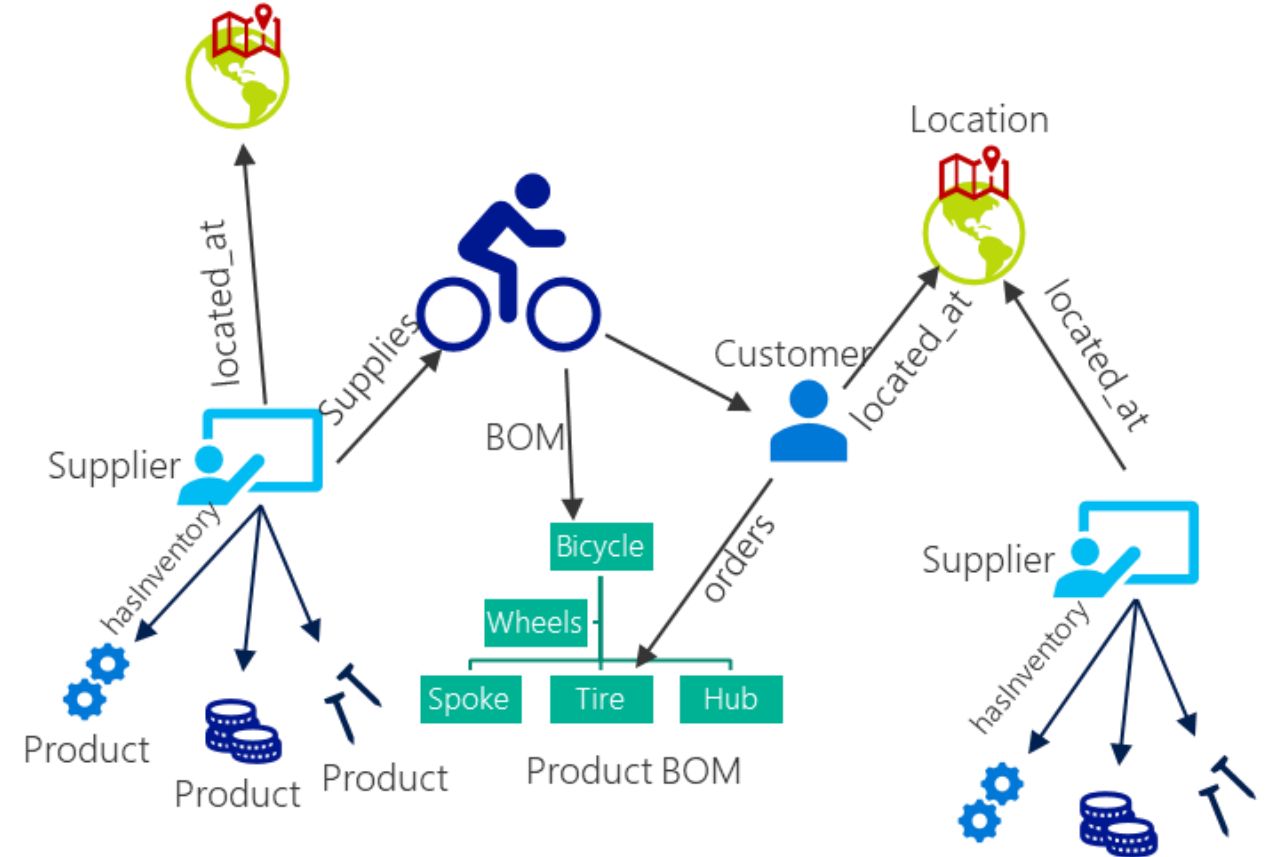 Location
located_at
Supplies
located_at
located_at
Customer
BOM
Supplier
hasInventory
orders
Bicycle
Supplier
Wheels
hasInventory
Spoke
Tire
Hub
Product
Product
Product
Product BOM